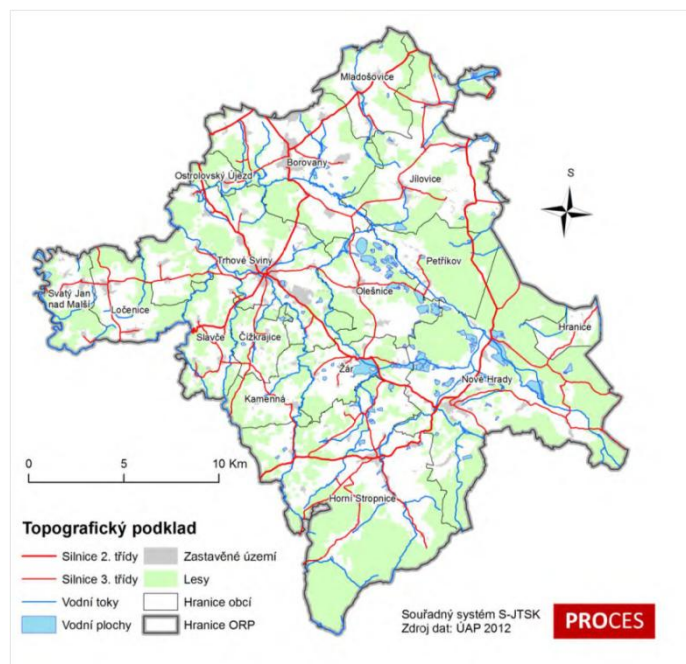 Mladošovice
Borovany
Ostrolovský Újezd
Jílovice
S
Trhové Sviny
Petříkov
Olešnice
Svatý Jan
nad Malší
Ločenice
Hranice
Slavče
Čížkrajice
Žár
Nové Hrady
Kamenná
0 5 10 Km
Horní Stropnice
Topografický podklad
Silnice 2. třídy
Zastavěné území
Silnice 3. třídy
Lesy
Vodní toky
Hranice obcí
Vodní plochy
Hranice ORP
Souřadný systém S-JTSK
Zdroj dat: ÚAP 2012
PROCES